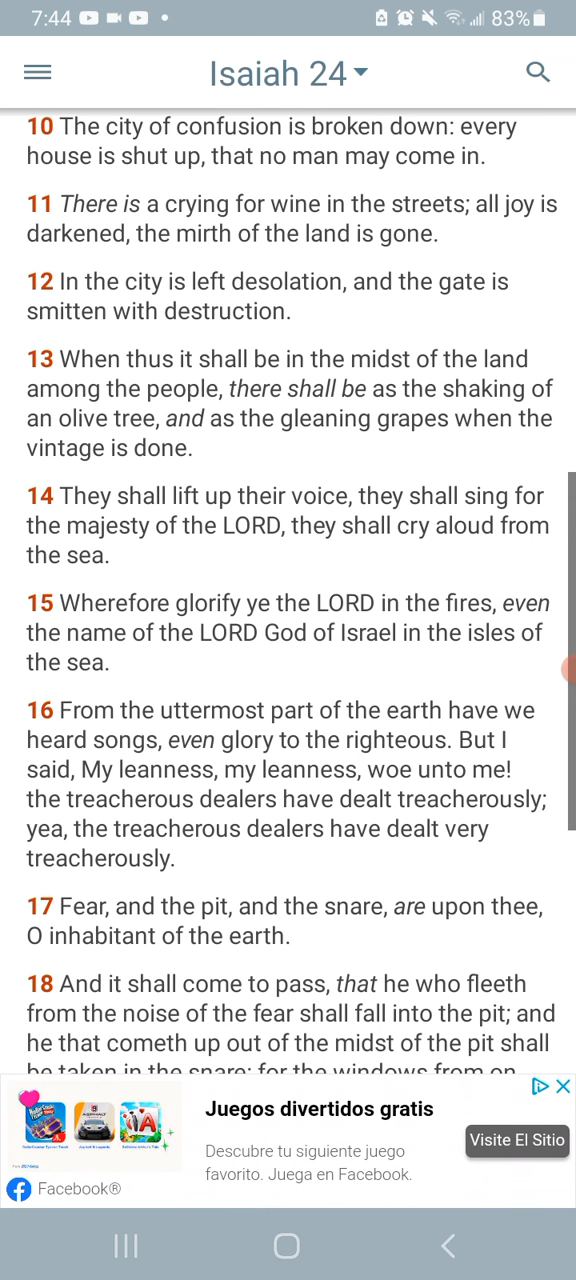 7:44
83%
Isaiah 24
10 The city of confusion is broken down: every
house is shut up, that no man may come in.
11 There is a crying for wine in the streets; all joy is
darkened, the mirth of the land is gone.
12 In the city is left desolation, and the gate is
smitten with destruction.
13 When thus it shall be in the midst of the land
among the people, there shall be as the shaking of
an olive tree, and as the gleaning grapes when the
vintage is done.
14 They shall lift up their voice, they shall sing for
the majesty of the LORD, they shall cry aloud from
the sea.
15 Wherefore glorify ye the LORD in the fires, even
the name of the LORD God of Israel in the isles of
the sea.
16 From the uttermost part of the earth have we
heard songs, even glory to the righteous. But I
said, My leanness, my leanness, woe unto me!
the treacherous dealers have dealt treacherously;
yea, the treacherous dealers have dealt very
treacherously.
17 Fear, and the pit, and the snare, are upon thee,
O inhabitant of the earth.
18 And it shall come to pass, that he who fleeth
from the noise of the fear shall fall into the pit; and
he that cometh up out of the midst of the pit shall
be taken in the snare: for the windows from on
Juegos divertidos gratis
Descubre tu siguiente juego
favorito. Juega en Facebook.
Visite El Sitio
Facebook®